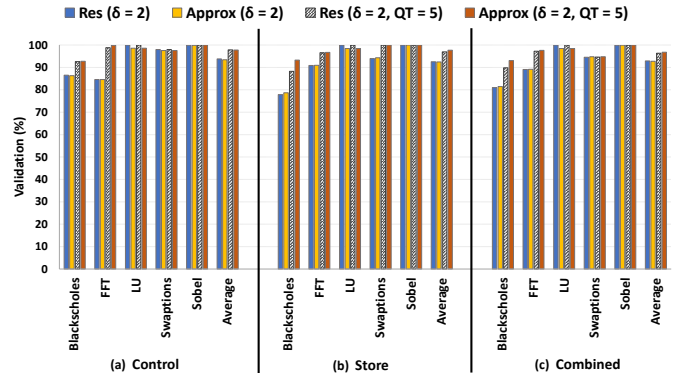 Res (δ = 2) Approx (δ = 2) Res (δ = 2, QT = 5) Approx (δ = 2, QT = 5)
Validation (%)
100
90
80
70
60
50
40
30
20
10
0
Blackscholes
FFT
LU
Swaptions
Sobel
Average
Blackscholes
FFT
LU
Swaptions
Sobel
Average
Blackscholes
FFT
LU
Swaptions
Sobel
Average
(a) Control
(b) Store
(c) Combined